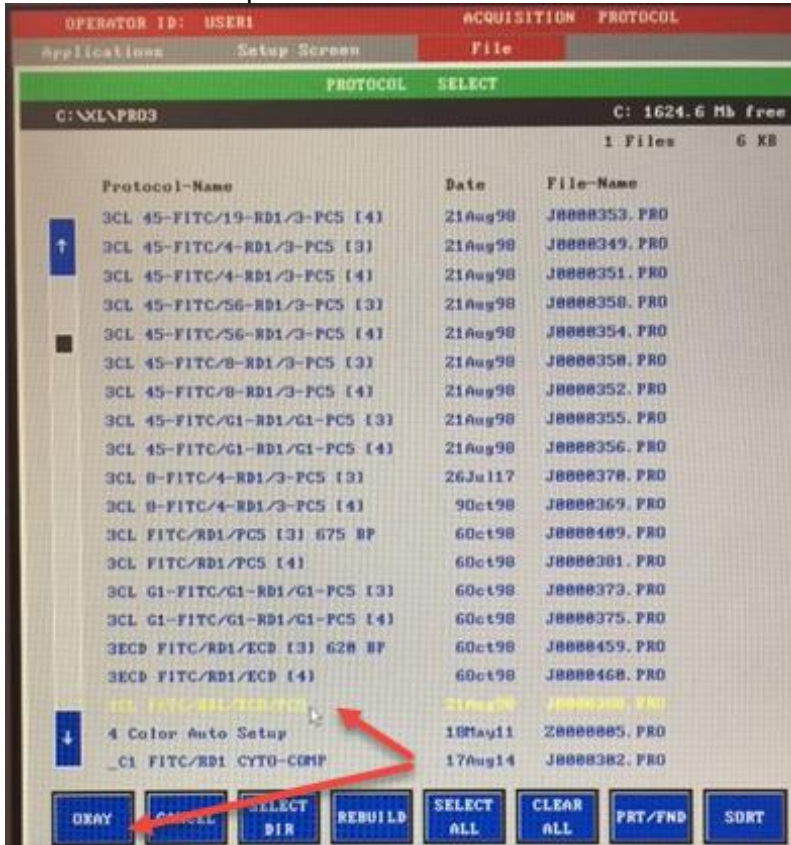 OPERATOR ID: USER1 ACQUISITION PROTOCOL
Applications Setup Screen File
PROTOCOL SELECT
C:\XL\PRO3 C: 1624.6 Mb free
1 Files 6 KB
Protocol-Name Date File-Name
3CL 45-FITC/19-RD1/3-PC5 [4] 21Aug98 J0000353.PRO
3CL 45-FITC/4-RD1/3-PC5 [3] 21Aug98 J0000349.PRO
3CL 45-FITC/4-RD1/3-PC5 [4] 21Aug98 J0000351.PRO
3CL 45-FITC/56-RD1/3-PC5 [3] 21Aug98 J0000358.PRO
3CL 45-FITC/56-RD1/3-PC5 [4] 21Aug98 J0000354.PRO
3CL 45-FITC/8-RD1/3-PC5 [3] 21Aug98 J0000350.PRO
3CL 45-FITC/8-RD1/3-PC5 [4] 21Aug98 J0000352.PRO
3CL 45-FITC/G1-RD1/G1-PC5 [3] 21Aug98 J0000355.PRO
3CL 45-FITC/G1-RD1/G1-PC5 [4] 21Aug98 J0000356.PRO
3CL 8-FITC/4-RD1/3-PC5 [3] 26Jul17 J0000370.PRO
3CL 8-FITC/4-RD1/3-PC5 [4] 9Oct98 J0000369.PRO
3CL FITC/RD1/PC5 [3] 675 BP 6Oct98 J0000409.PRO
3CL FITC/RD1/PC5 [4] 6Oct98 J0000381.PRO
3CL G1-FITC/G1-RD1/G1-PC5 [3] 6Oct98 J0000373.PRO
3CL G1-FITC/G1-RD1/G1-PC5 [4] 6Oct98 J0000375.PRO
3ECD FITC/RD1/ECD [3] 620 BP 6Oct98 J0000459.PRO
3ECD FITC/RD1/ECD [4] 6Oct98 J0000460.PRO
4 Color Auto Setup 18May11 Z0000005.PRO
_C1 FITC/RD1 CYTO-COMP 17Aug14 J0000302.PRO
OKAY CANCEL SELECT DIR REBUILD SELECT ALL CLEAR ALL PRT/FND SORT